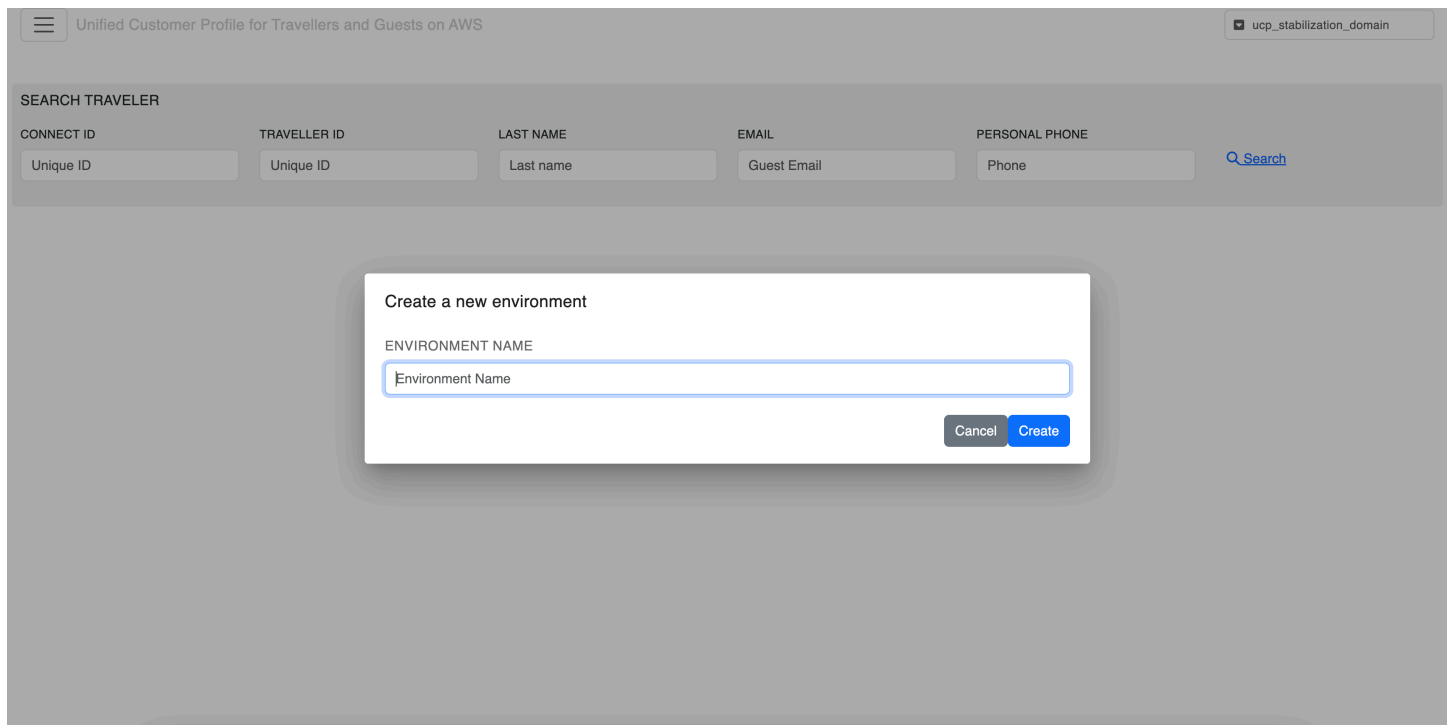 Unified Customer Profile for Travellers and Guests on AWS
ucp_stabilization_domain
SEARCH TRAVELER
CONNECT ID TRAVELLER ID LAST NAME EMAIL PERSONAL PHONE
Unique ID Unique ID Last name Guest Email Phone Search
Create a new environment
ENVIRONMENT NAME
Environment Name
Cancel Create